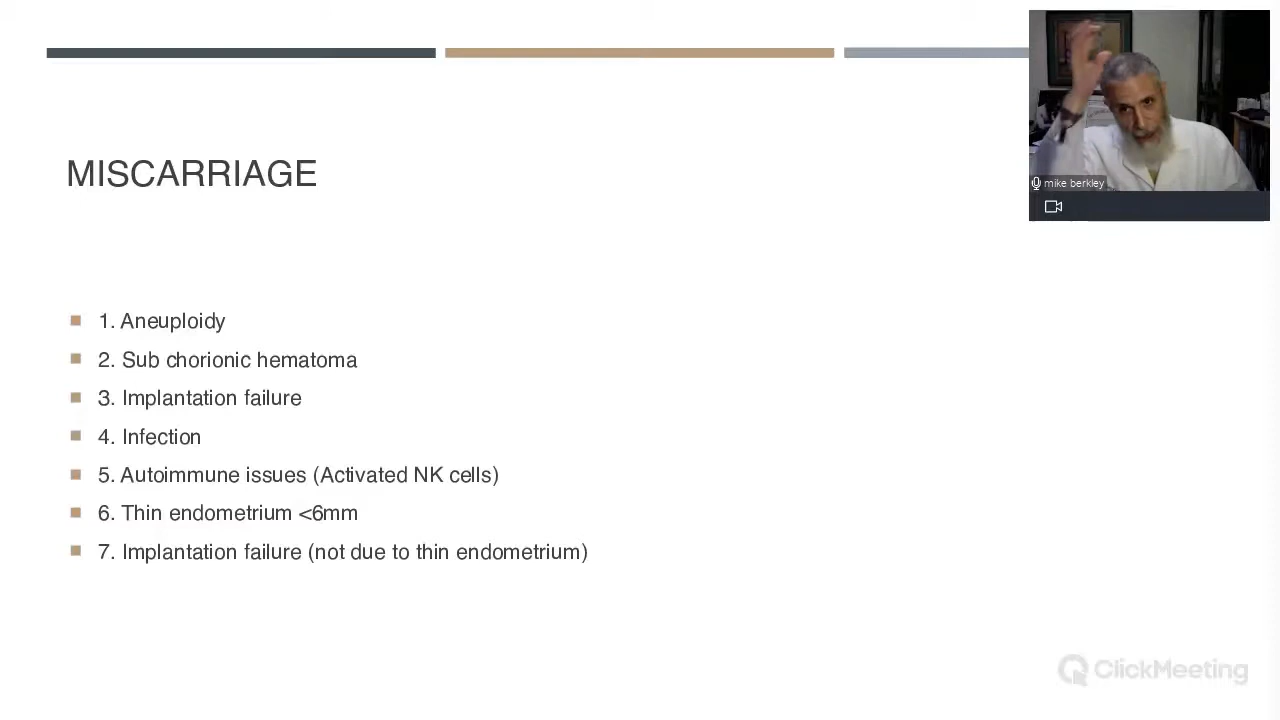 MISCARRIAGE
1. Aneuploidy
2. Sub chorionic hematoma
3. Implantation failure
4. Infection
5. Autoimmune issues (Activated NK cells)
6. Thin endometrium <6mm
7. Implantation failure (not due to thin endometrium)
mike berkley
ClickMeeting